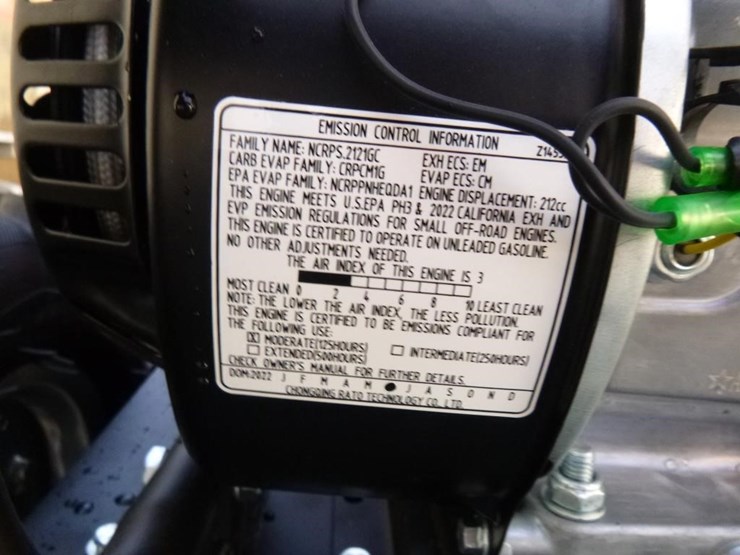 EMISSION CONTROL INFORMATION
FAMILY NAME: NCRPS.2121GC EXH ECS: EM
CARB EVAP FAMILY: CRPCM1G EVAP ECS: CM
EPA EVAP FAMILY: NCRPPNHEQDA1 ENGINE DISPLACEMENT: 212cc
THIS ENGINE MEETS U.S.EPA PH3 & 2022 CALIFORNIA EXH AND
EVP EMISSION REGULATIONS FOR SMALL OFF-ROAD ENGINES.
THIS ENGINE IS CERTIFIED TO OPERATE ON UNLEADED GASOLINE.
NO OTHER ADJUSTMENTS NEEDED.
THE AIR INDEX OF THIS ENGINE IS 3
MOST CLEAN 0 2 4 6 8 10 LEAST CLEAN
NOTE: THE LOWER THE AIR INDEX, THE LESS POLLUTION.
THIS ENGINE IS CERTIFIED TO BE EMISSIONS COMPLIANT FOR
THE FOLLOWING USE:
MODERATE(125HOURS) INTERMEDIATE(250HOURS)
EXTENDED(500HOURS)
CHECK OWNER'S MANUAL FOR FURTHER DETAILS.
DOM:2022 J F M A M J A S O N D
CHONGQING RATO TECHNOLOGY CO., LTD.